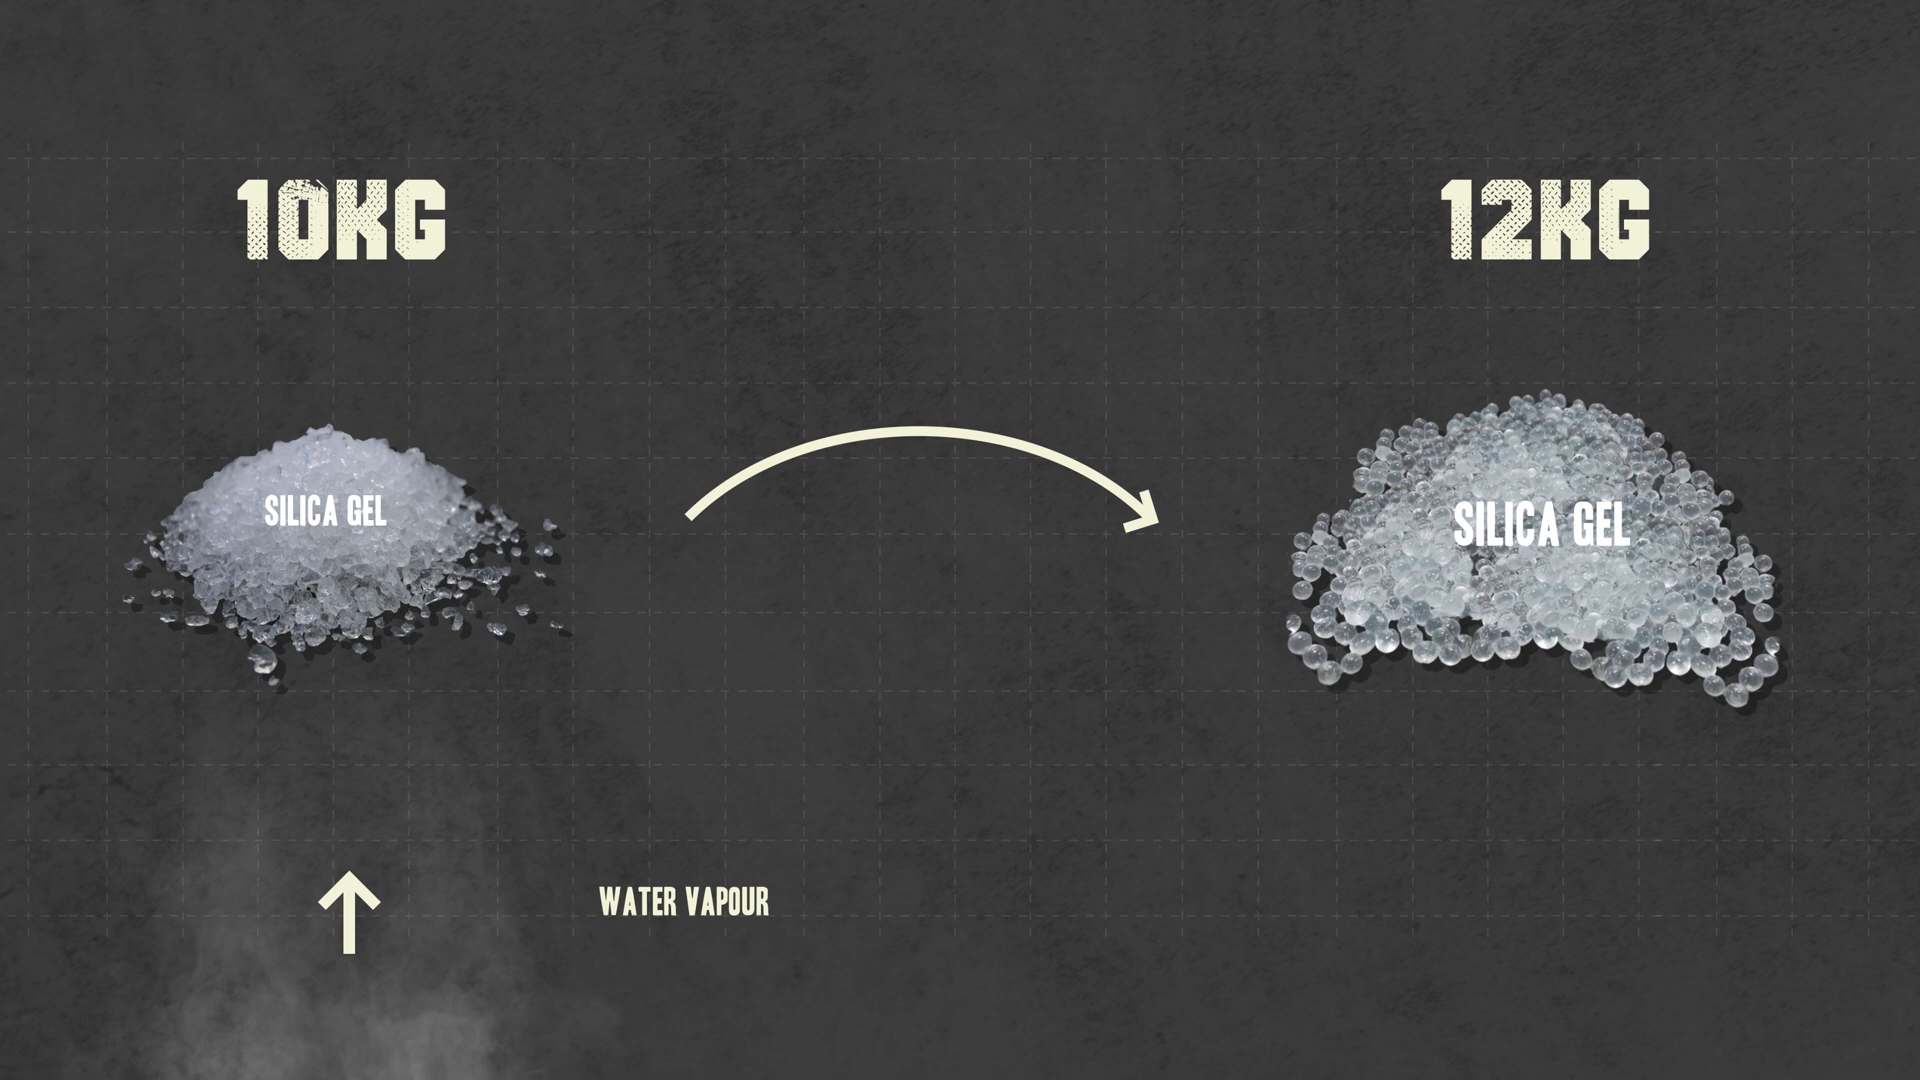 10KG
12KG
SILICA GEL
SILICA GEL
WATER VAPOUR